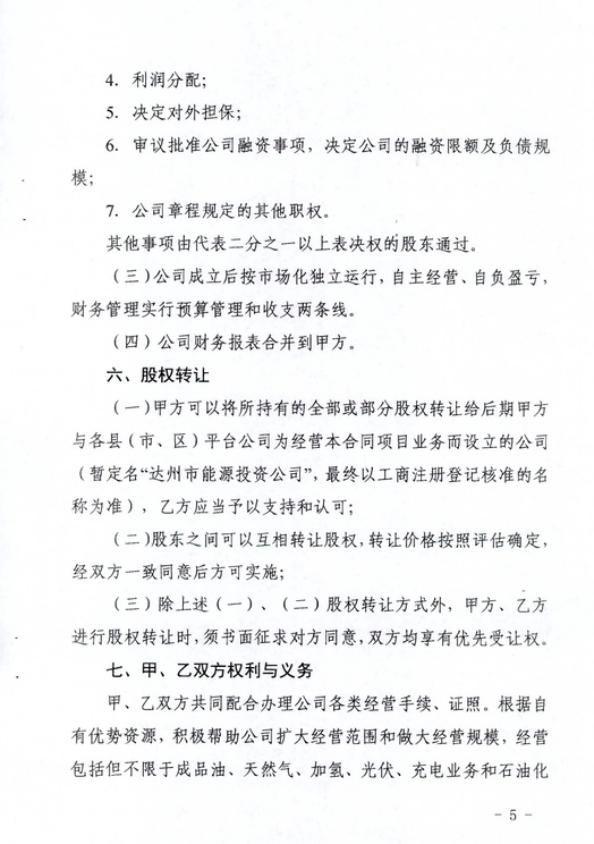 4. 利润分配；
5. 决定对外担保；
6. 审议批准公司融资事项，决定公司的融资限额及负债规
模；
7. 公司章程规定的其他职权。
其他事项由代表二分之一以上表决权的股东通过。
（三）公司成立后按市场化独立运行，自主经营、自负盈亏，
财务管理实行预算管理和收支两条线。
（四）公司财务报表合并到甲方。
六、股权转让
（一）甲方可以将所持有的全部或部分股权转让给后期甲方
与各县（市、区）平台公司为经营本合同项目业务而设立的公司
（暂定名“达州市能源投资公司”，最终以工商注册登记核准的名
称为准），乙方应当予以支持和认可；
（二）股东之间可以互相转让股权，转让价格按照评估确定，
经双方一致同意后方可实施；
（三）除上述（一）、（二）股权转让方式外，甲方、乙方
进行股权转让时，须书面征求对方同意，双方均享有优先受让权。
七、甲、乙双方权利与义务
甲、乙双方共同配合办理公司各类经营手续、证照。根据自
有优势资源，积极帮助公司扩大经营范围和做大经营规模，经营
包括但不限于成品油、天然气、加氢、光伏、充电业务和石油化
- 5 -